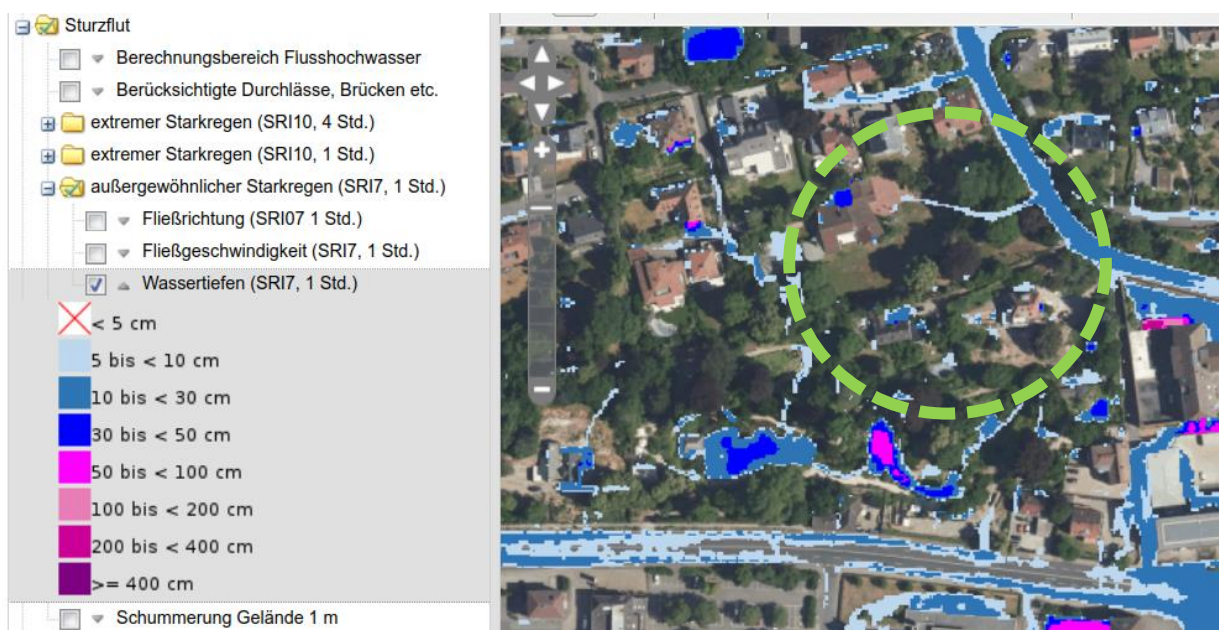 Sturzflut
Berechnungsbereich Flusshochwasser
Berücksichtigte Durchlässe, Brücken etc.
extremer Starkregen (SRI10, 4 Std.)
extremer Starkregen (SRI10, 1 Std.)
außergewöhnlicher Starkregen (SRI7, 1 Std.)
Fließrichtung (SRI07 1 Std.)
Fließgeschwindigkeit (SRI7, 1 Std.)
Wassertiefen (SRI7, 1 Std.)
< 5 cm
5 bis < 10 cm
10 bis < 30 cm
30 bis < 50 cm
50 bis < 100 cm
100 bis < 200 cm
200 bis < 400 cm
>= 400 cm
Schummerung Gelände 1 m